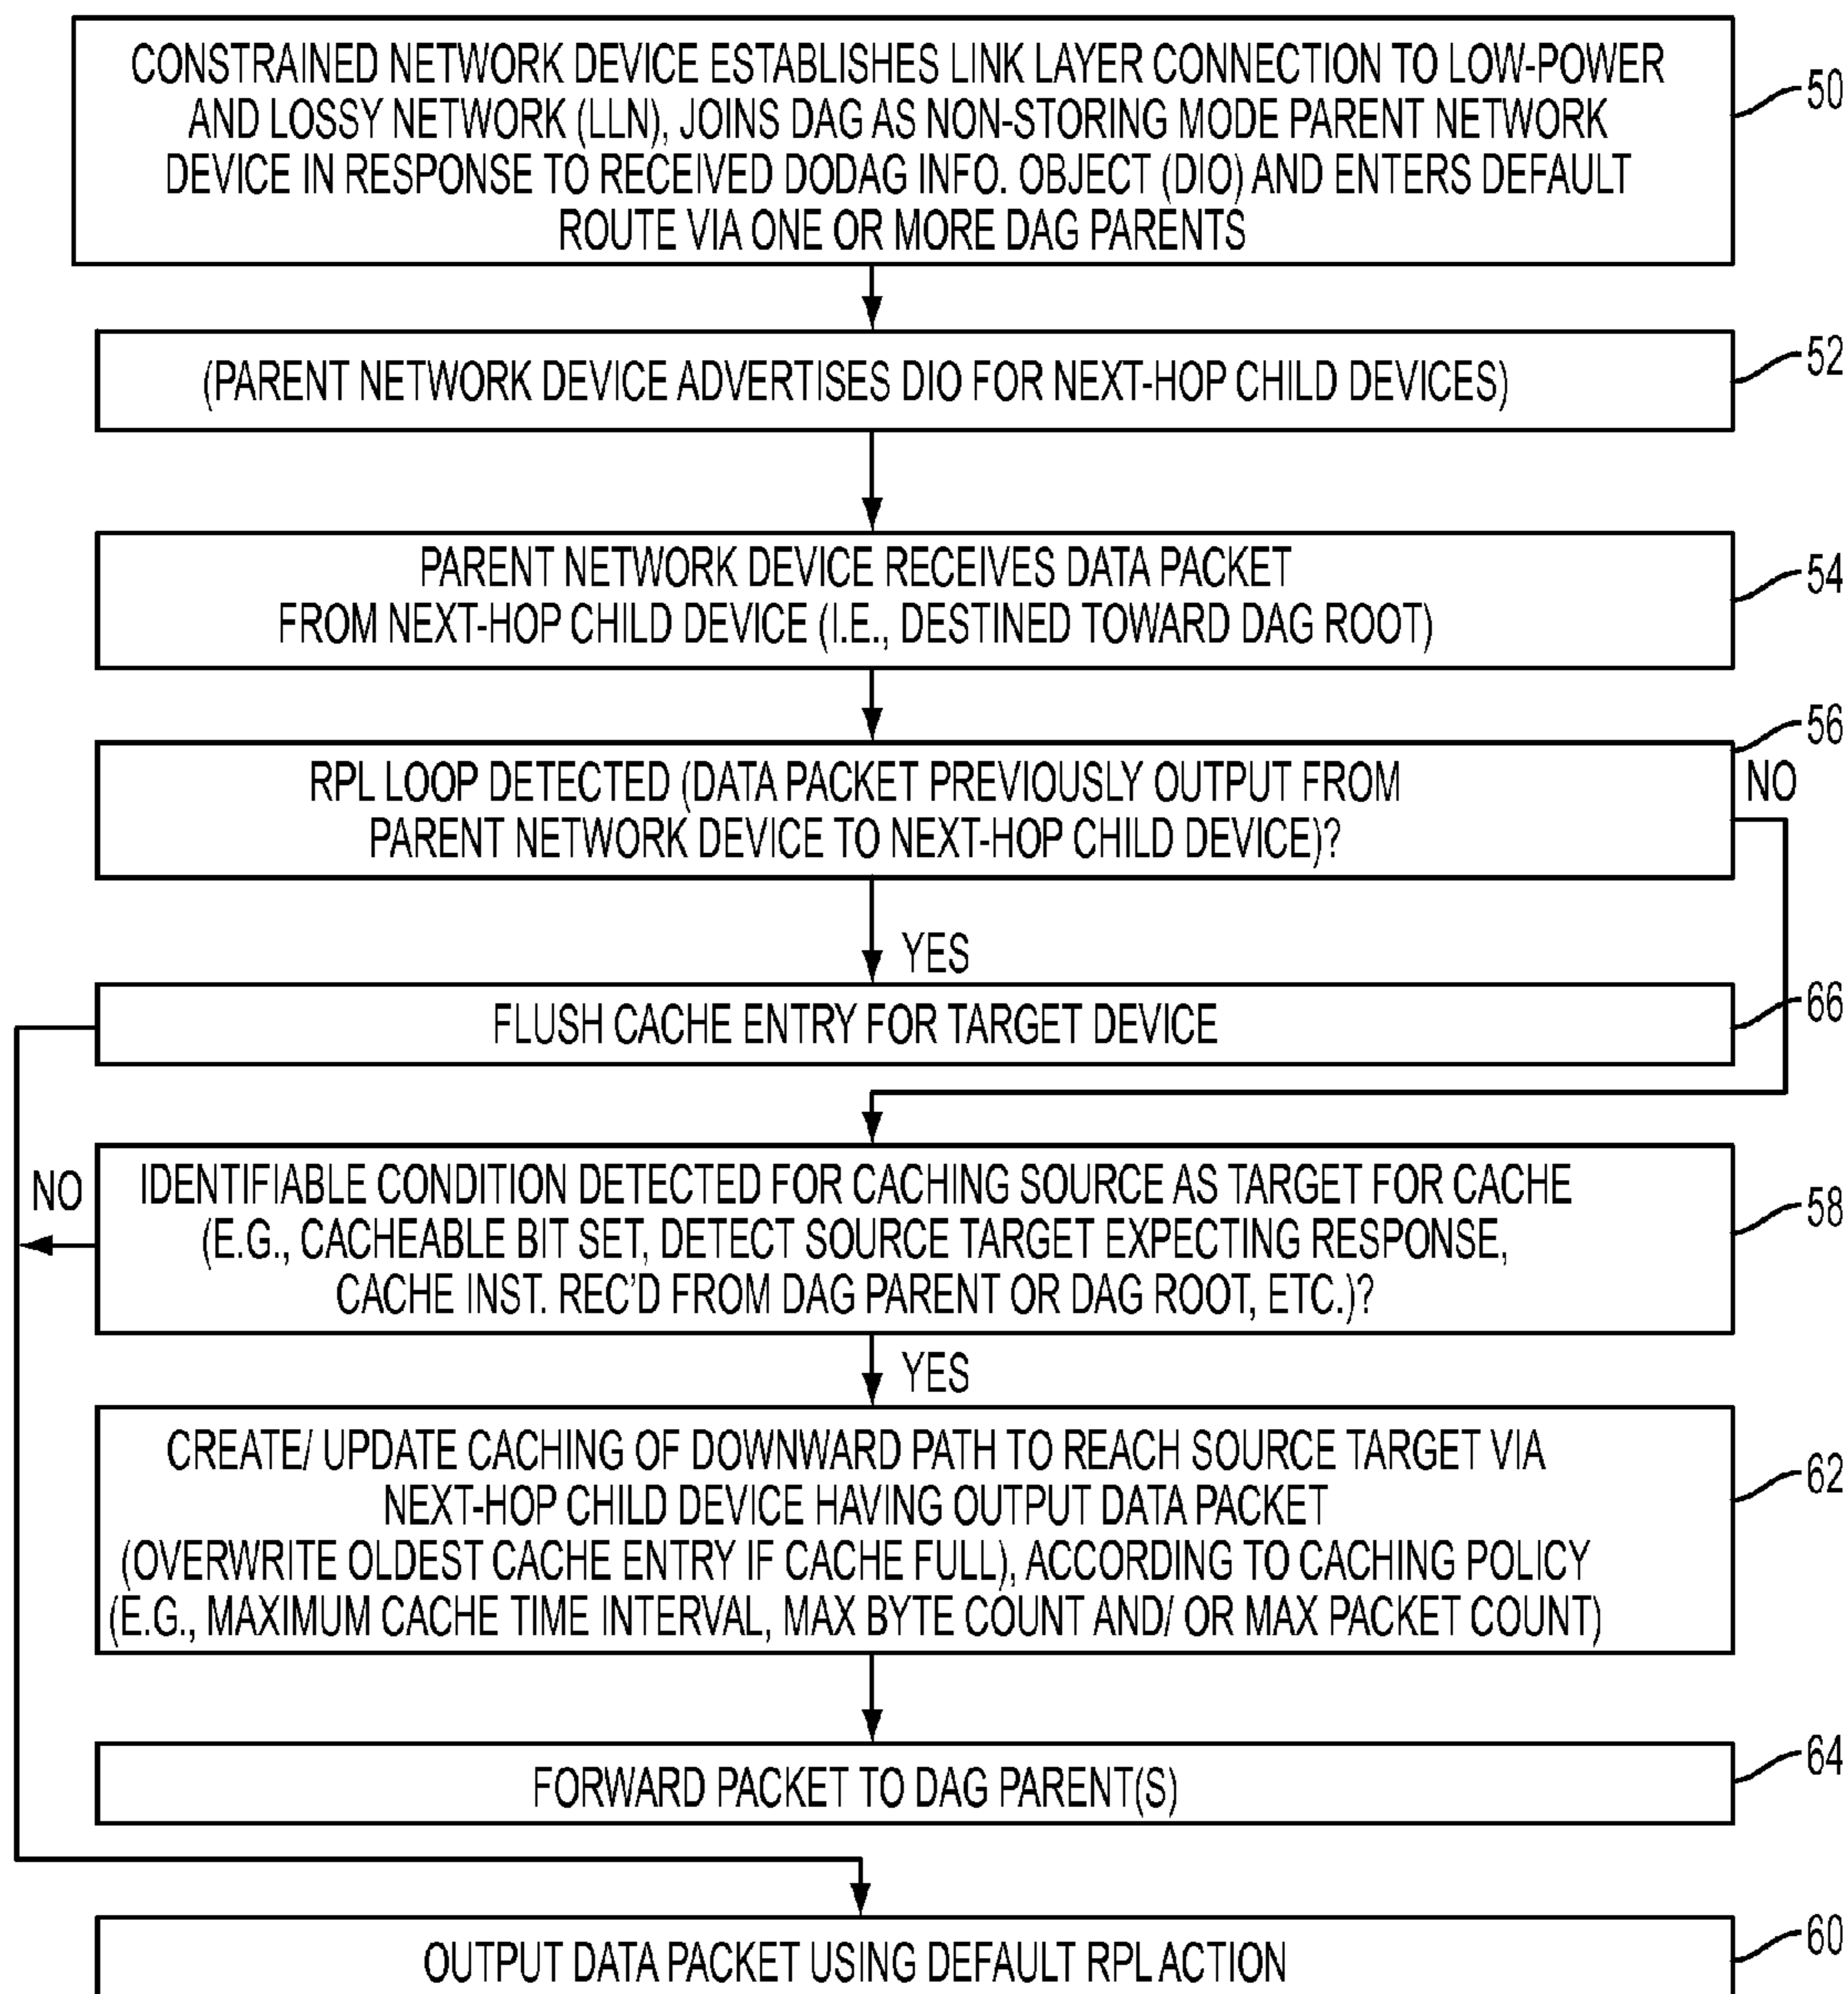 CONSTRAINED NETWORK DEVICE ESTABLISHES LINK LAYER CONNECTION TO LOW-POWER
AND LOSSY NETWORK (LLN), JOINS DAG AS NON-STORING MODE PARENT NETWORK
DEVICE IN RESPONSE TO RECEIVED DODAG INFO. OBJECT (DIO) AND ENTERS DEFAULT
ROUTE VIA ONE OR MORE DAG PARENTS
50
(PARENT NETWORK DEVICE ADVERTISES DIO FOR NEXT-HOP CHILD DEVICES)
52
PARENT NETWORK DEVICE RECEIVES DATA PACKET
FROM NEXT-HOP CHILD DEVICE (I.E., DESTINED TOWARD DAG ROOT)
54
RPL LOOP DETECTED (DATA PACKET PREVIOUSLY OUTPUT FROM
PARENT NETWORK DEVICE TO NEXT-HOP CHILD DEVICE)?
56
NO
YES
FLUSH CACHE ENTRY FOR TARGET DEVICE
66
NO
IDENTIFIABLE CONDITION DETECTED FOR CACHING SOURCE AS TARGET FOR CACHE
(E.G., CACHEABLE BIT SET, DETECT SOURCE TARGET EXPECTING RESPONSE,
CACHE INST. REC'D FROM DAG PARENT OR DAG ROOT, ETC.)?
58
YES
CREATE/ UPDATE CACHING OF DOWNWARD PATH TO REACH SOURCE TARGET VIA
NEXT-HOP CHILD DEVICE HAVING OUTPUT DATA PACKET
(OVERWRITE OLDEST CACHE ENTRY IF CACHE FULL), ACCORDING TO CACHING POLICY
(E.G., MAXIMUM CACHE TIME INTERVAL, MAX BYTE COUNT AND/ OR MAX PACKET COUNT)
62
FORWARD PACKET TO DAG PARENT(S)
64
OUTPUT DATA PACKET USING DEFAULT RPL ACTION
60